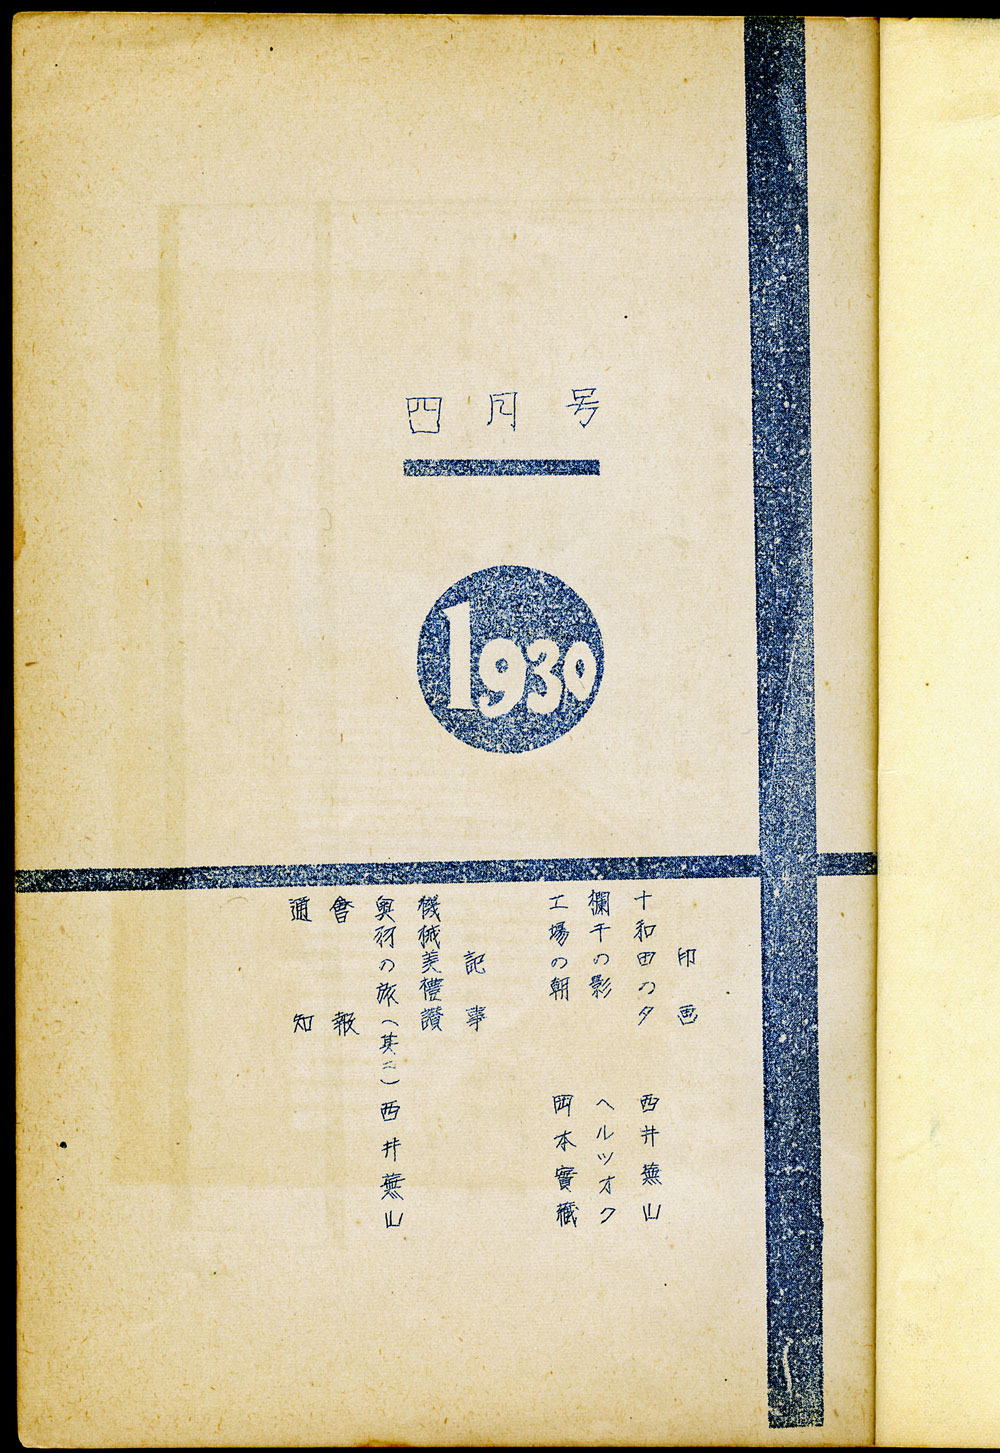 四月号
1930
印画
十和田の夕 西井蕪山
欄干の影 ヘルツオク
工場の朝 岡本實藏
記事
機械美禮讃
奥羽の旅(其二) 西井蕪山
會報
通知